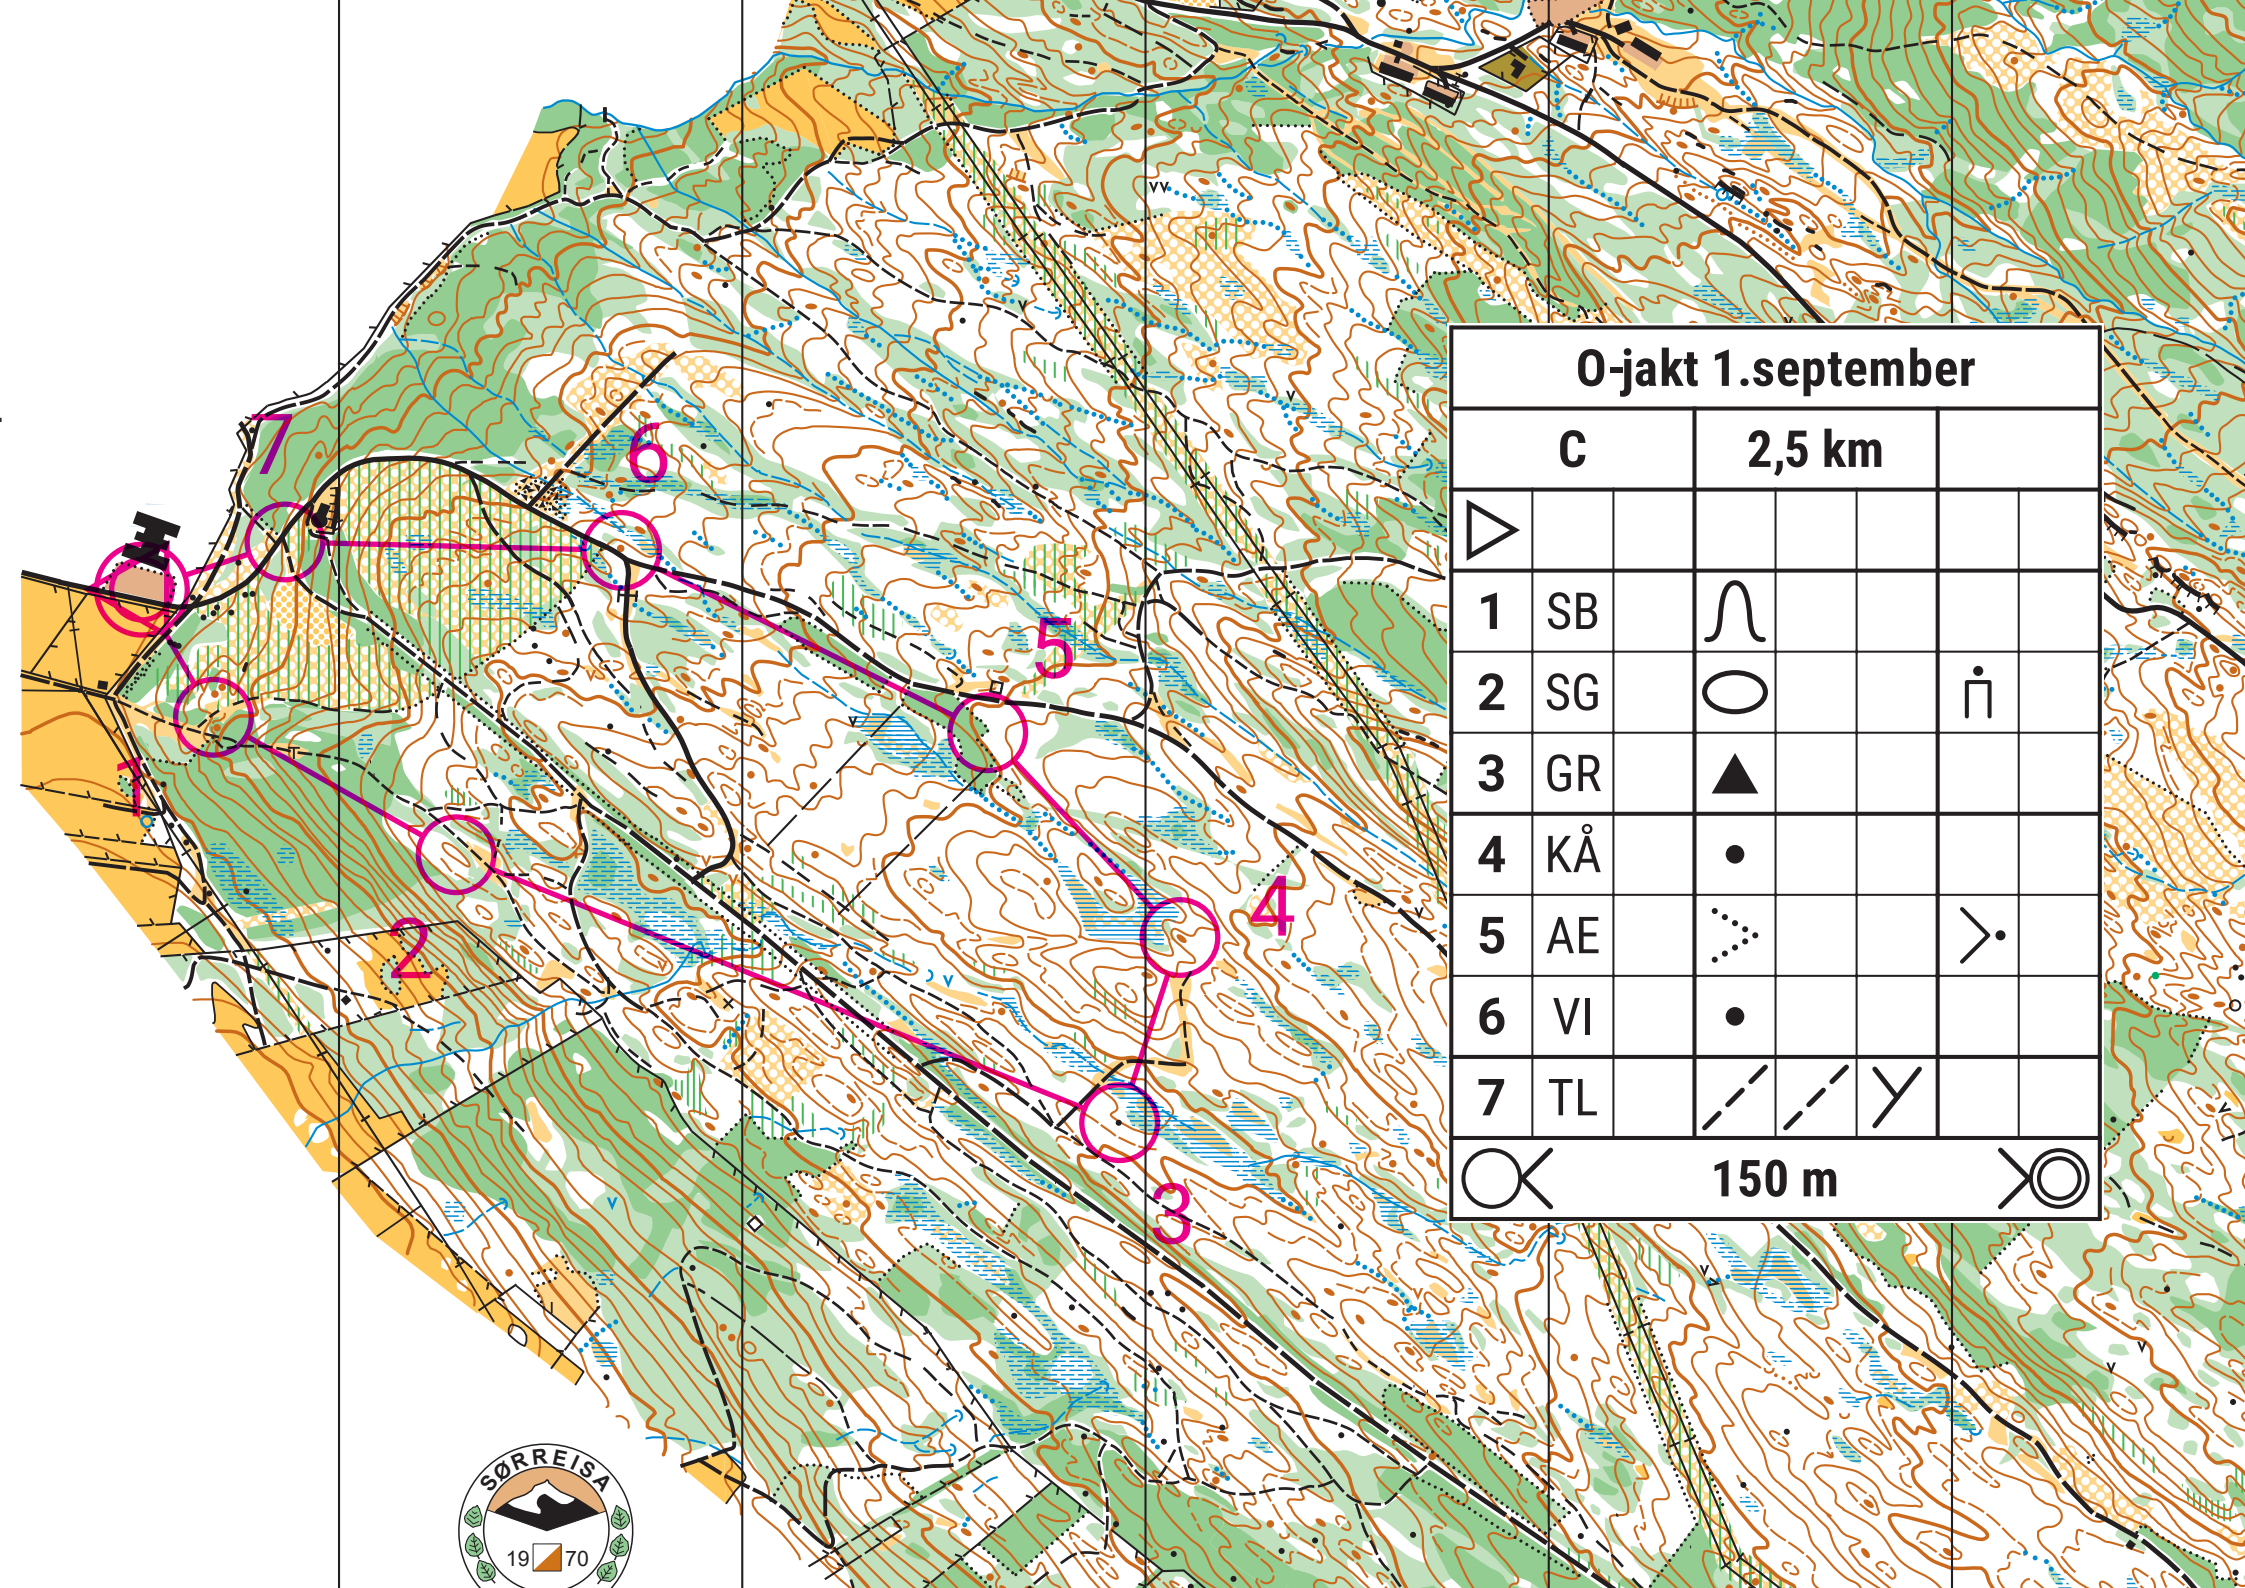 O-jakt 1.september
C 2,5 km
1 SB
2 SG
3 GR
4 KÅ
5 AE
6 VI
7 TL
150 m
7
6
5
1
2
4
3
SØRREISA
19 70